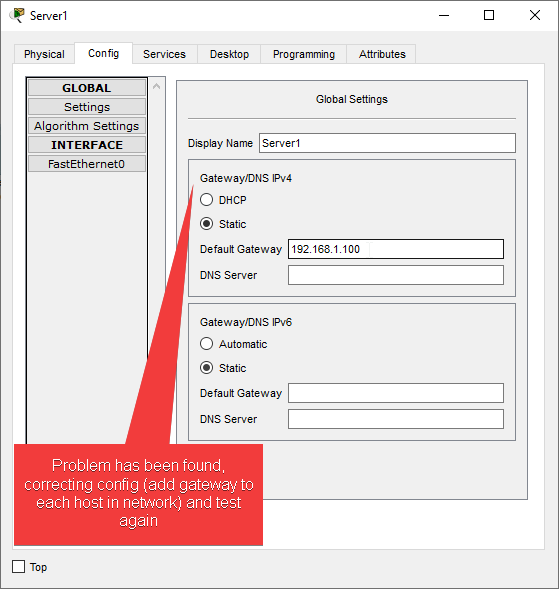 Server1
Physical
Config
Services
Desktop
Programming
Attributes
GLOBAL
Settings
Algorithm Settings
INTERFACE
FastEthernet0
Global Settings
Display Name
Server1
Gateway/DNS IPv4
DHCP
Static
Default Gateway
192.168.1.100
DNS Server
Gateway/DNS IPv6
Automatic
Static
Default Gateway
DNS Server
Problem has been found,
correcting config (add gateway to
each host in network) and test
again
Top